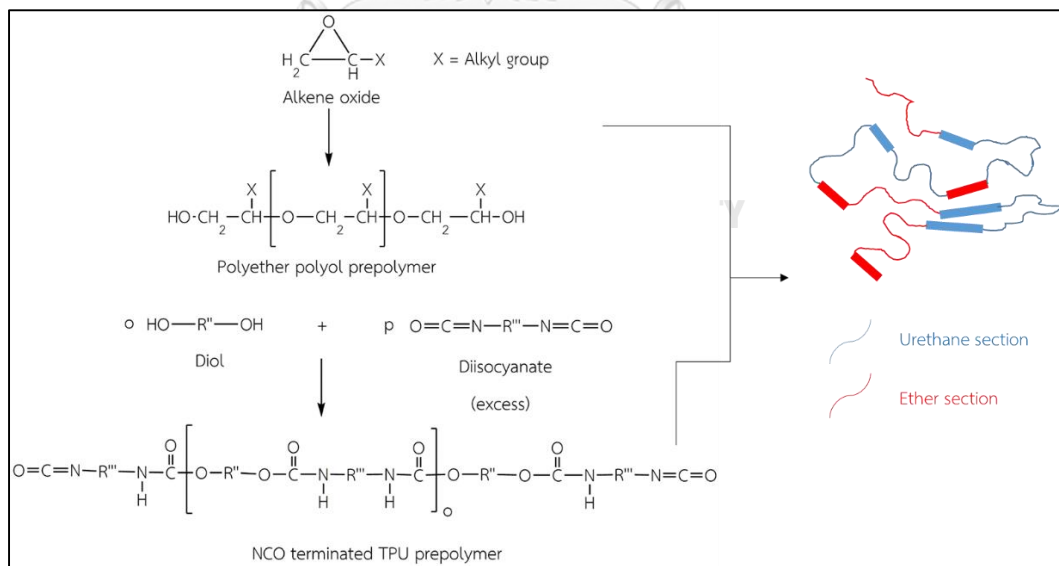 O
H₂C—C—X
H
X = Alkyl group
Alkene oxide
X X X
HO-CH₂-CH-O-CH₂-CH-O-CH₂-CH-OH
Polyether polyol prepolymer
o HO—R"—OH + p O=C=N—R"'—N=C=O
Diol
Diisocyanate
(excess)
O O O O
O=C=N—R"'—N—C—O—R"—O—C—N—R"'—N—C—O—R"—O—C—N—R"'—N=C=O
H H H H
o
NCO terminated TPU prepolymer
Y
Urethane section
Ether section